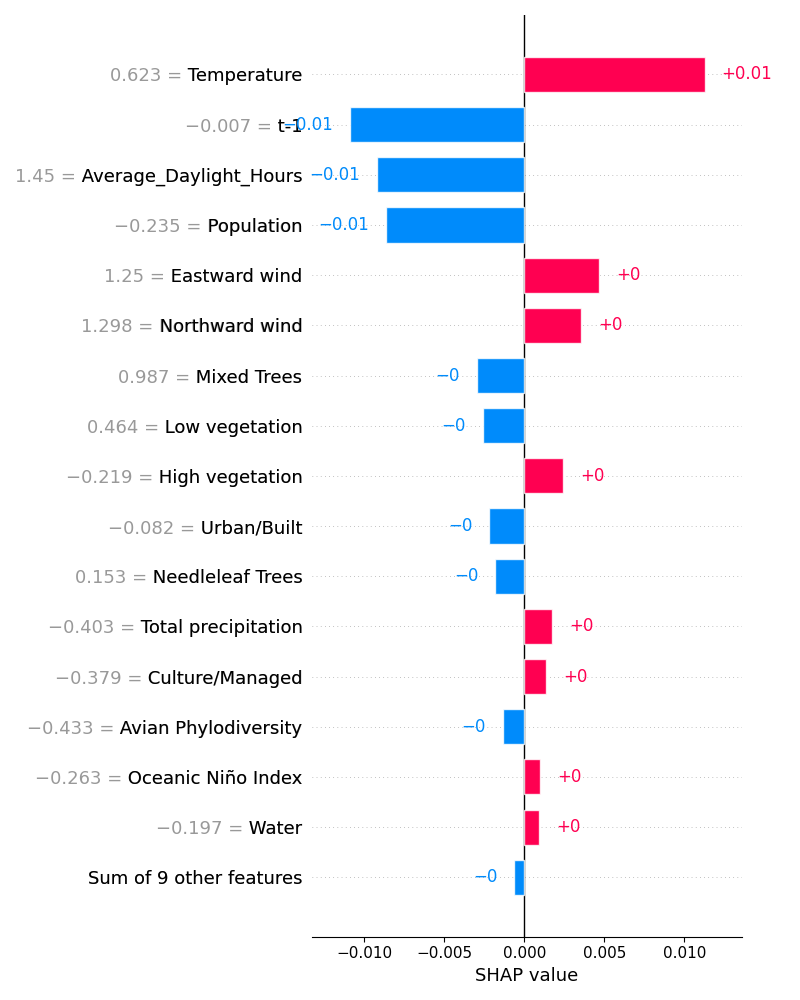 0.623 = Temperature +0.01
−0.007 = t-1 −0.01
1.45 = Average_Daylight_Hours −0.01
−0.235 = Population −0.01
1.25 = Eastward wind +0
1.298 = Northward wind +0
0.987 = Mixed Trees −0
0.464 = Low vegetation −0
−0.219 = High vegetation +0
−0.082 = Urban/Built −0
0.153 = Needleleaf Trees −0
−0.403 = Total precipitation +0
−0.379 = Culture/Managed +0
−0.433 = Avian Phylodiversity −0
−0.263 = Oceanic Niño Index +0
−0.197 = Water +0
Sum of 9 other features −0
−0.010 −0.005 0.000 0.005 0.010
SHAP value